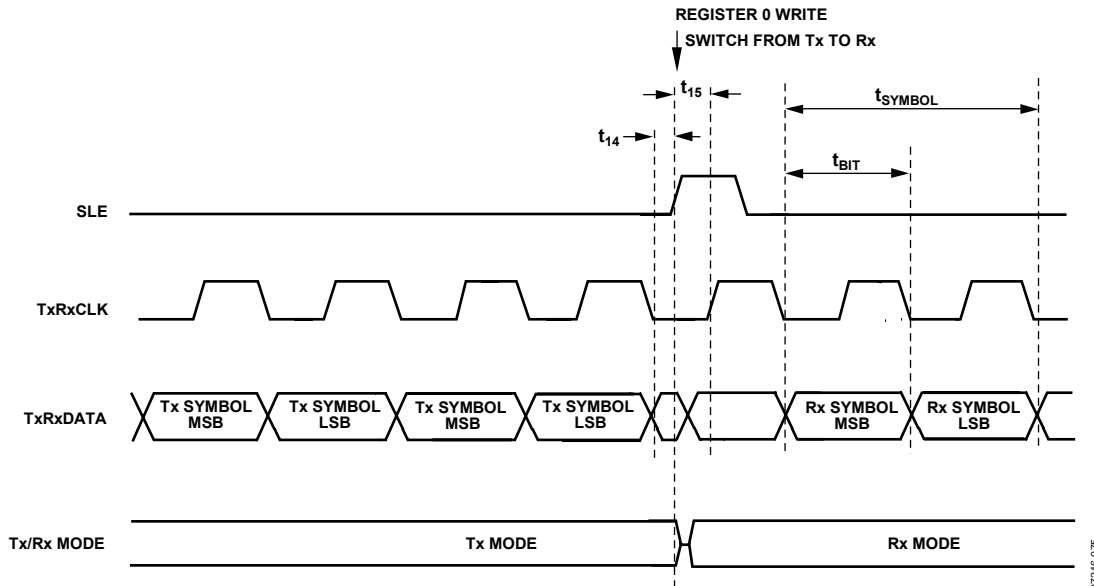 REGISTER 0 WRITE
SWITCH FROM Tx TO Rx
t15
tSYMBOL
t14
tBIT
SLE
TxRxCLK
TxRxDATA
Tx SYMBOL
MSB
Tx SYMBOL
LSB
Tx SYMBOL
MSB
Tx SYMBOL
LSB
Rx SYMBOL
MSB
Rx SYMBOL
LSB
Tx/Rx MODE
Tx MODE
Rx MODE